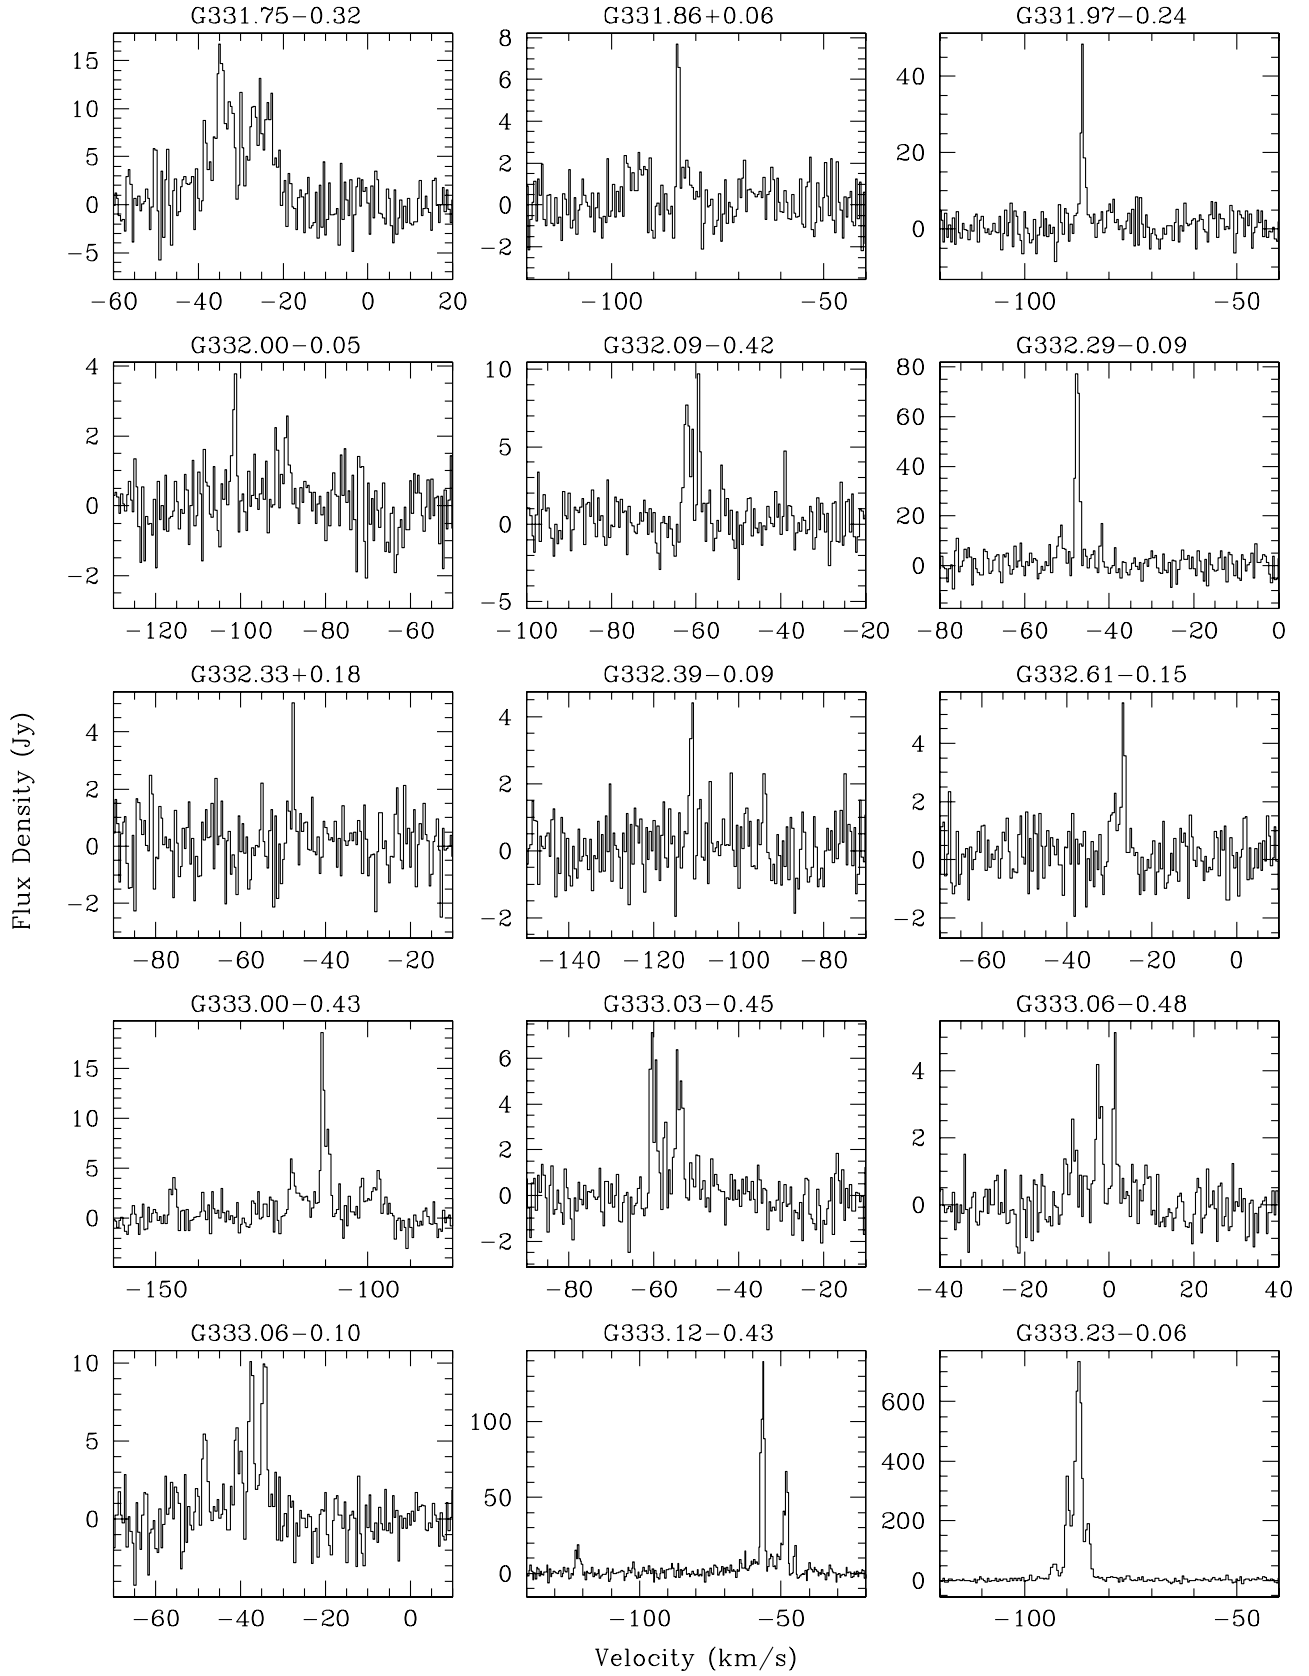 G331.75−0.32 G331.86+0.06 G331.97−0.24
15 10 5 0 −5
8 6 4 2 0 −2
40 20 0
−60 −40 −20 0 20 −100 −50 −100 −50
G332.00−0.05 G332.09−0.42 G332.29−0.09
4 2 0 −2
10 5 0 −5
80 60 40 20 0
−120 −100 −80 −60 −100 −80 −60 −40 −20 −80 −60 −40 −20 0
G332.33+0.18 G332.39−0.09 G332.61−0.15
Flux Density (Jy)
4 2 0 −2
4 2 0 −2
4 2 0 −2
−80 −60 −40 −20 −140 −120 −100 −80 −60 −40 −20 0
G333.00−0.43 G333.03−0.45 G333.06−0.48
15 10 5 0
6 4 2 0 −2
4 2 0
−150 −100 −80 −60 −40 −20 −40 −20 0 20 40
G333.06−0.10 G333.12−0.43 G333.23−0.06
10 5 0
100 50 0
600 400 200 0
−60 −40 −20 0 −100 −50 −100 −50
Velocity (km/s)